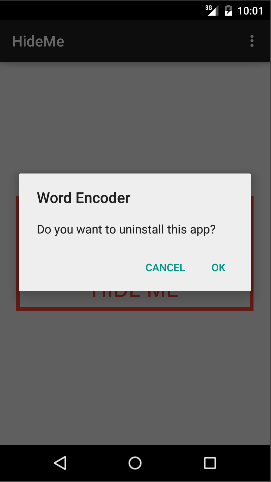 3G 10:01
HideMe
Word Encoder
Do you want to uninstall this app?
CANCEL OK
HIDE ME